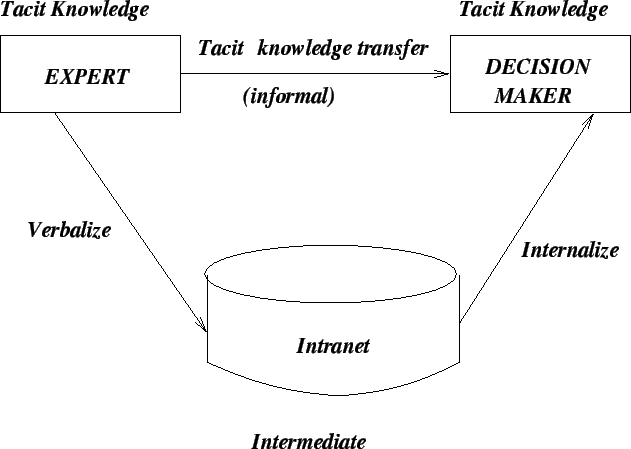 Tacit Knowledge
Tacit Knowledge
EXPERT
Tacit knowledge transfer
(informal)
DECISION
MAKER
Verbalize
Internalize
Intranet
Intermediate